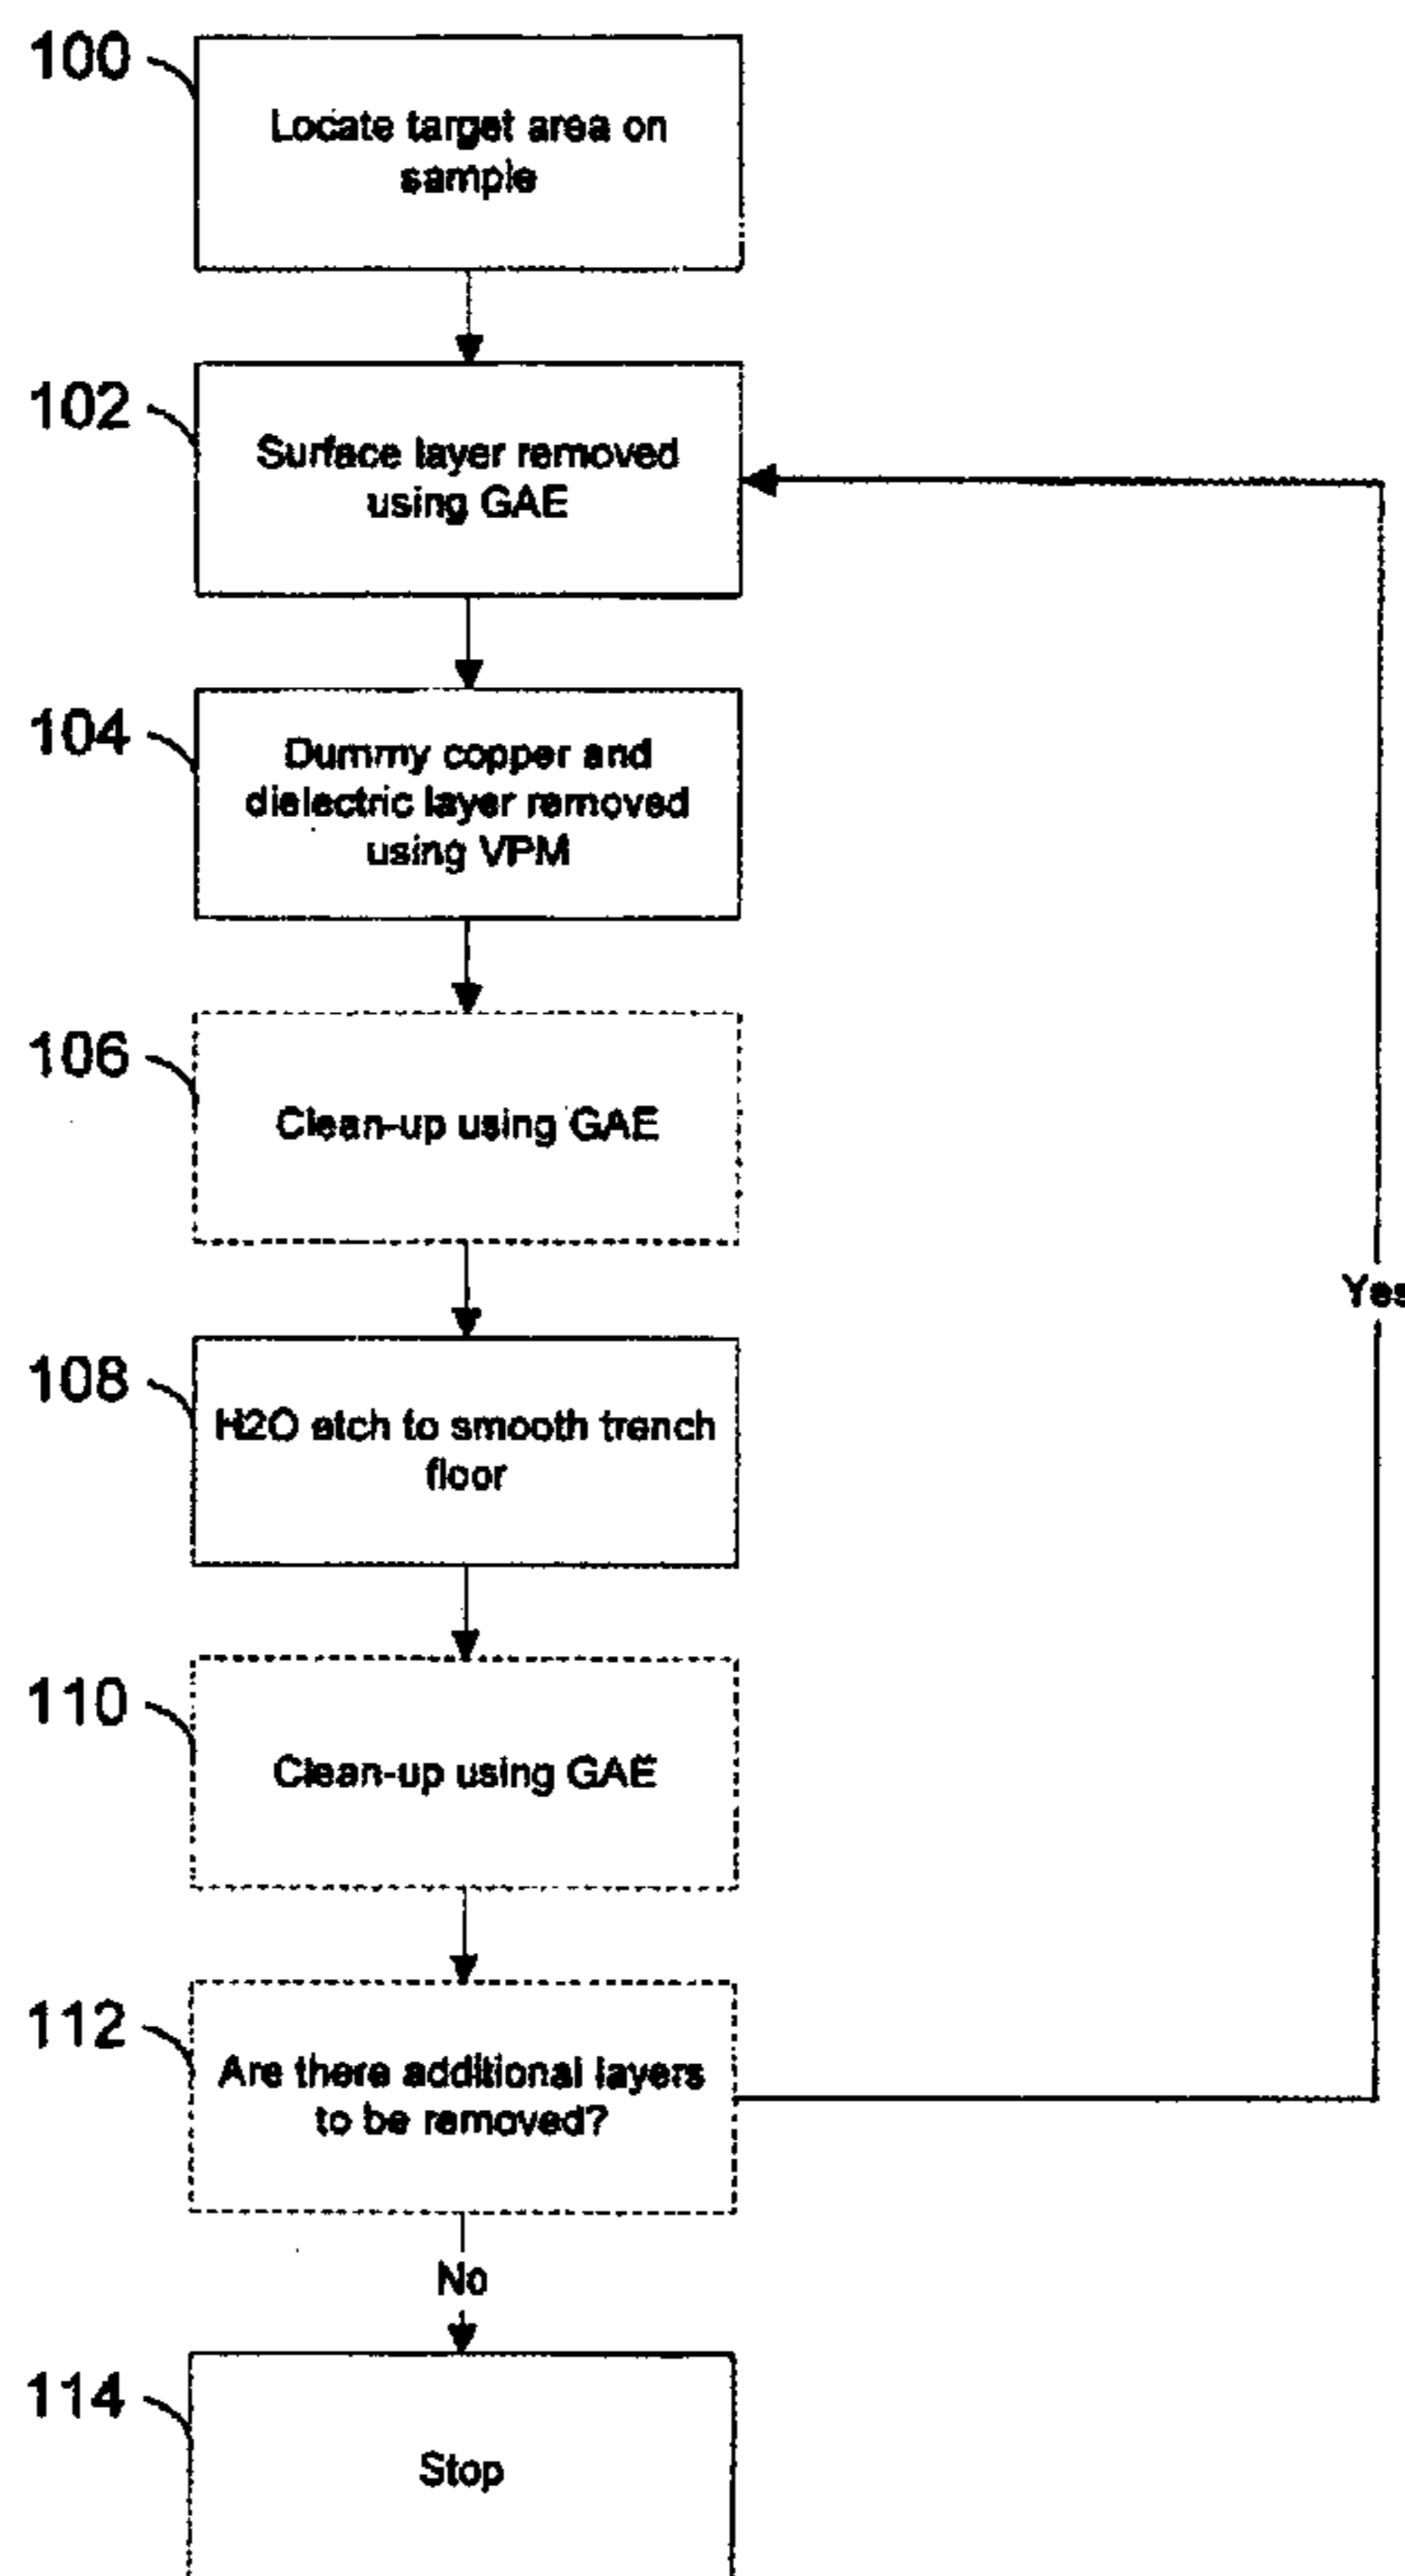 100
Locate target area on
sample
102
Surface layer removed
using GAE
104
Dummy copper and
dielectric layer removed
using VPM
106
Clean-up using GAE
108
H2O etch to smooth trench
floor
Yes
110
Clean-up using GAE
112
Are there additional layers
to be removed?
No
114
Stop